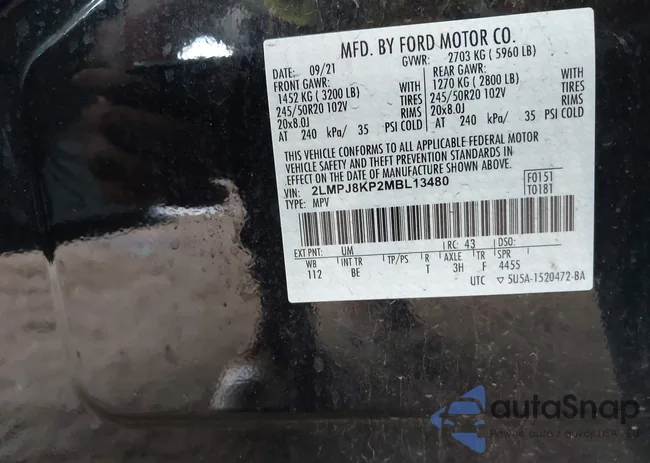 MFD. BY FORD MOTOR CO.
DATE: 09/21 GVWR: 2703 KG ( 5960 LB)
FRONT GAWR: REAR GAWR:
1452 KG ( 3200 LB) WITH 1270 KG ( 2800 LB) WITH
245/50R20 102V TIRES 245/50R20 102V TIRES
20x8.0J RIMS 20x8.0J RIMS
AT 240 kPa/ 35 PSI COLD AT 240 kPa/ 35 PSI COLD
THIS VEHICLE CONFORMS TO ALL APPLICABLE FEDERAL MOTOR
VEHICLE SAFETY AND THEFT PREVENTION STANDARDS IN
EFFECT ON THE DATE OF MANUFACTURE SHOWN ABOVE.
VIN: 2LMPJ8KP2MBL13480 F0151
TYPE: MPV T0181
EXT PNT: UM RC: 43 DSO:
WB INT TR TP/PS R AXLE TR SPR
112 BE T 3H F 4455
UTC ▽ 5U5A-1520472-BA
autaSnap